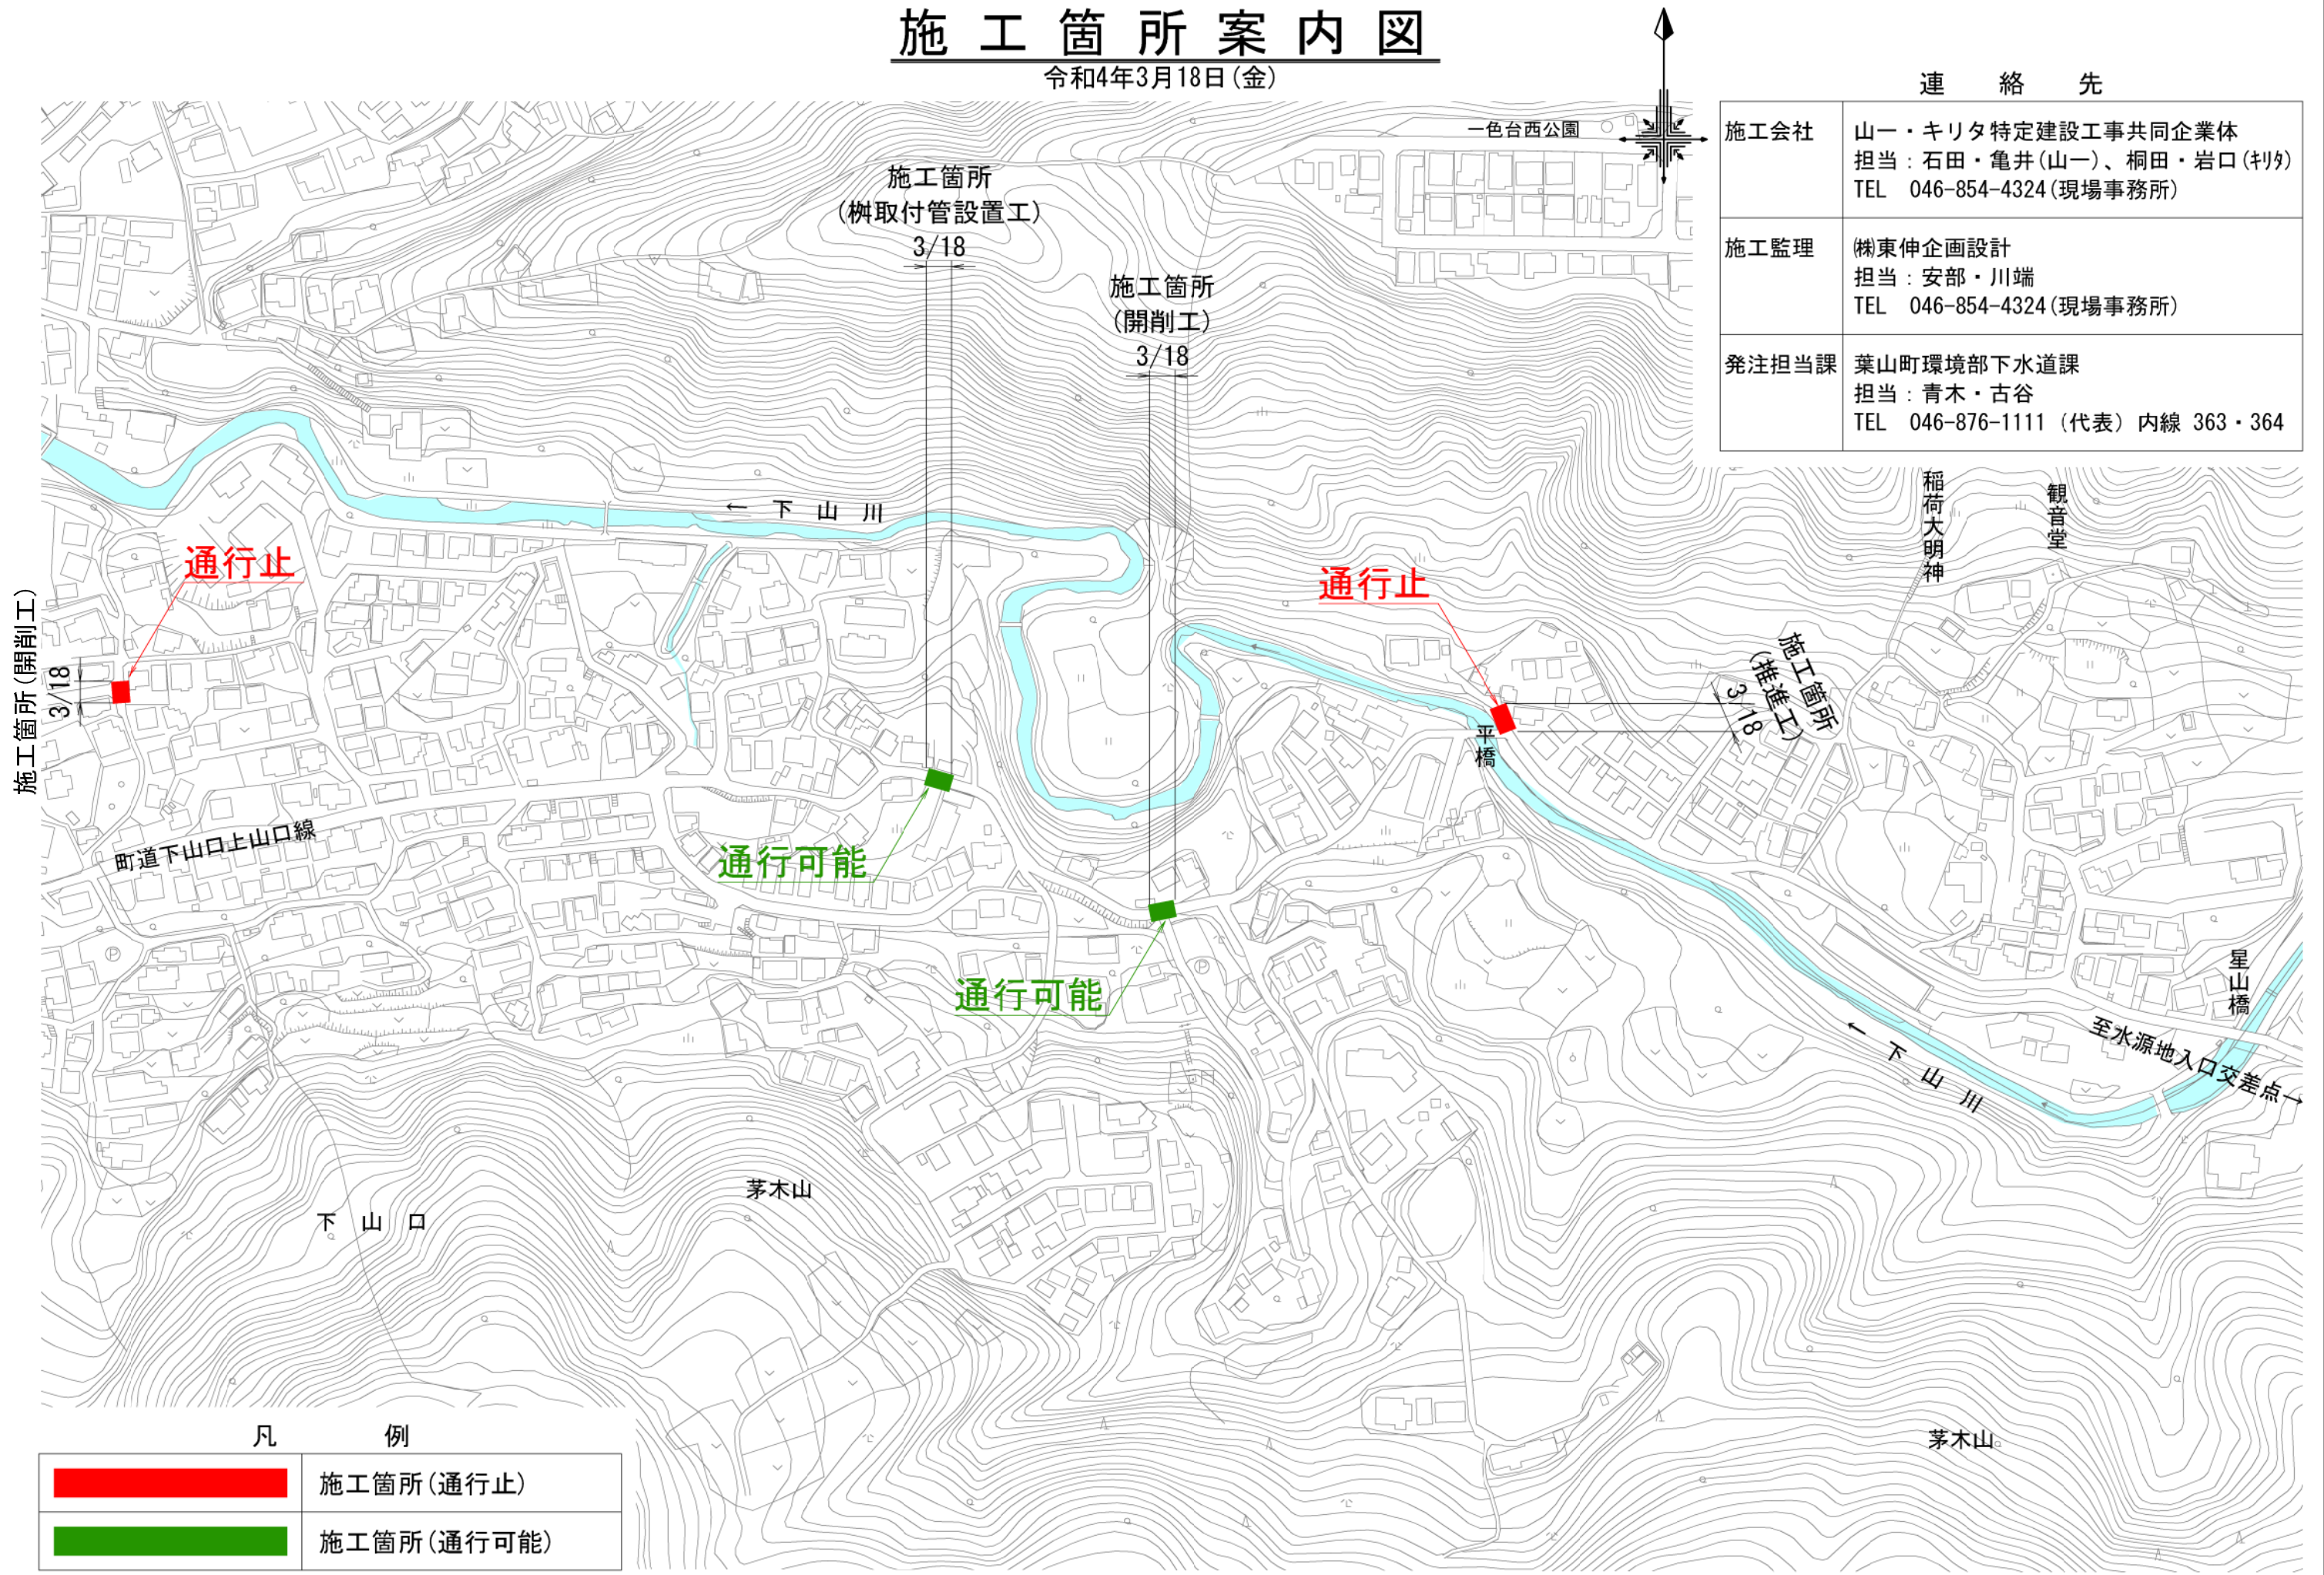 施工箇所案内図
令和4年3月18日(金)
連絡先
施工会社
山一・キリタ特定建設工事共同企業体
担当：石田・亀井(山一)、桐田・岩口(ｷﾘﾀ)
TEL 046-854-4324(現場事務所)
施工監理
㈱東伸企画設計
担当：安部・川端
TEL 046-854-4324(現場事務所)
発注担当課
葉山町環境部下水道課
担当：青木・古谷
TEL 046-876-1111（代表）内線 363・364
一色台西公園
施工箇所
(桝取付管設置工)
3/18
施工箇所
(開削工)
3/18
稲荷大明神
観音堂
← 下山川
通行止
通行止
施工箇所(開削工)
3/18
施工箇所
(推進工)
3/18
平橋
町道下山口上山口線
通行可能
通行可能
P
P
星山橋
至水源地入口交差点→
← 下山川
茅木山
下山口
茅木山
凡例
施工箇所(通行止)
施工箇所(通行可能)